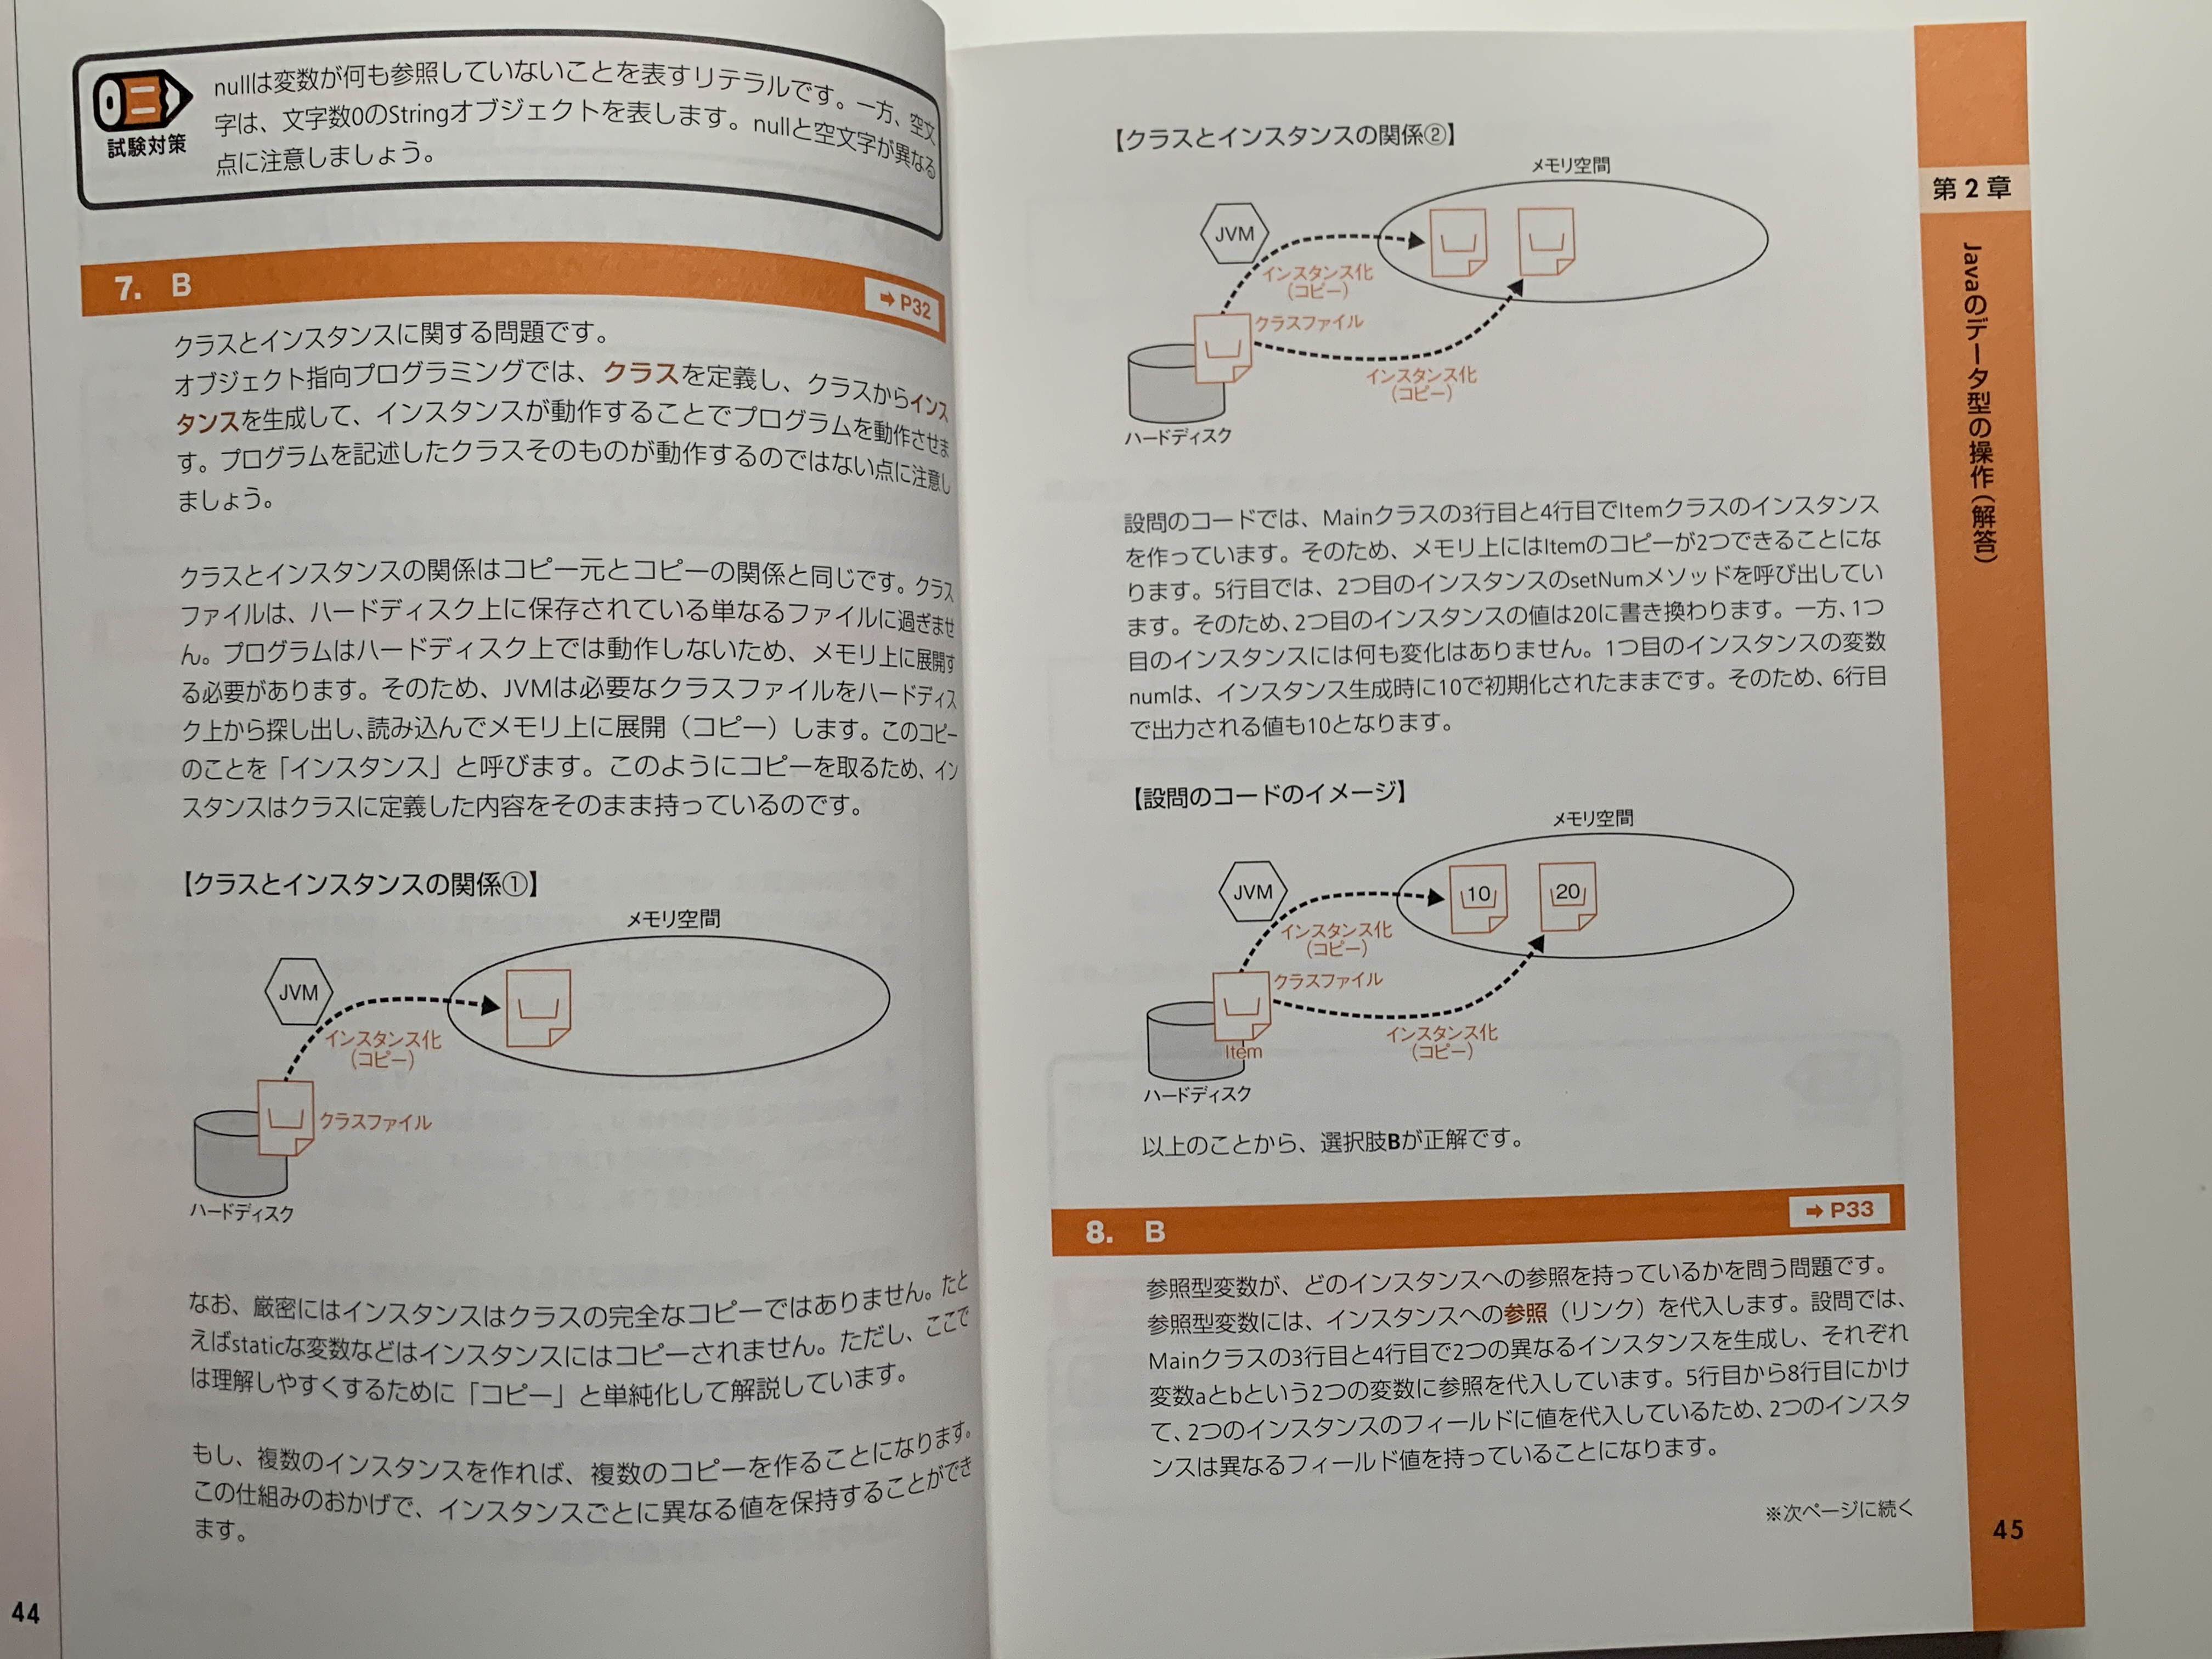 nullは変数が何も参照していないことを表すリテラルです。一方、空文
字は、文字数0のStringオブジェクトを表します。nullと空文字が異なる
点に注意しましょう。
試験対策
7. B
➡ P32
クラスとインスタンスに関する問題です。
オブジェクト指向プログラミングでは、クラスを定義し、クラスからインス
タンスを生成して、インスタンスが動作することでプログラムを動作させま
す。プログラムを記述したクラスそのものが動作するのではない点に注意し
ましょう。
クラスとインスタンスの関係はコピー元とコピーの関係と同じです。クラス
ファイルは、ハードディスク上に保存されている単なるファイルに過ぎませ
ん。プログラムはハードディスク上では動作しないため、メモリ上に展開す
る必要があります。そのため、JVMは必要なクラスファイルをハードディス
ク上から探し出し、読み込んでメモリ上に展開（コピー）します。このコピー
のことを「インスタンス」と呼びます。このようにコピーを取るため、イン
スタンスはクラスに定義した内容をそのまま持っているのです。
【クラスとインスタンスの関係①】
メモリ空間
JVM
インスタンス化
（コピー）
クラスファイル
ハードディスク
なお、厳密にはインスタンスはクラスの完全なコピーではありません。たと
えばstaticな変数などはインスタンスにはコピーされません。ただし、ここで
は理解しやすくするために「コピー」と単純化して解説しています。
もし、複数のインスタンスを作れば、複数のコピーを作ることになります。
この仕組みのおかげで、インスタンスごとに異なる値を保持することができ
ます。
44
【クラスとインスタンスの関係②】
メモリ空間
JVM
インスタンス化
（コピー）
クラスファイル
インスタンス化
（コピー）
ハードディスク
設問のコードでは、Mainクラスの3行目と4行目でItemクラスのインスタンス
を作っています。そのため、メモリ上にはItemのコピーが2つできることにな
ります。5行目では、2つ目のインスタンスのsetNumメソッドを呼び出してい
ます。そのため、2つ目のインスタンスの値は20に書き換わります。一方、1つ
目のインスタンスには何も変化はありません。1つ目のインスタンスの変数
numは、インスタンス生成時に10で初期化されたままです。そのため、6行目
で出力される値も10となります。
【設問のコードのイメージ】
メモリ空間
JVM
10
20
インスタンス化
（コピー）
クラスファイル
インスタンス化
（コピー）
Item
ハードディスク
以上のことから、選択肢Bが正解です。
8. B
➡ P33
参照型変数が、どのインスタンスへの参照を持っているかを問う問題です。
参照型変数には、インスタンスへの参照（リンク）を代入します。設問では、
Mainクラスの3行目と4行目で2つの異なるインスタンスを生成し、それぞれ
変数aとbという2つの変数に参照を代入しています。5行目から8行目にかけ
て、2つのインスタンスのフィールドに値を代入しているため、2つのインスタ
ンスは異なるフィールド値を持っていることになります。
※次ページに続く
第2章
Javaのデータ型の操作（解答）
45